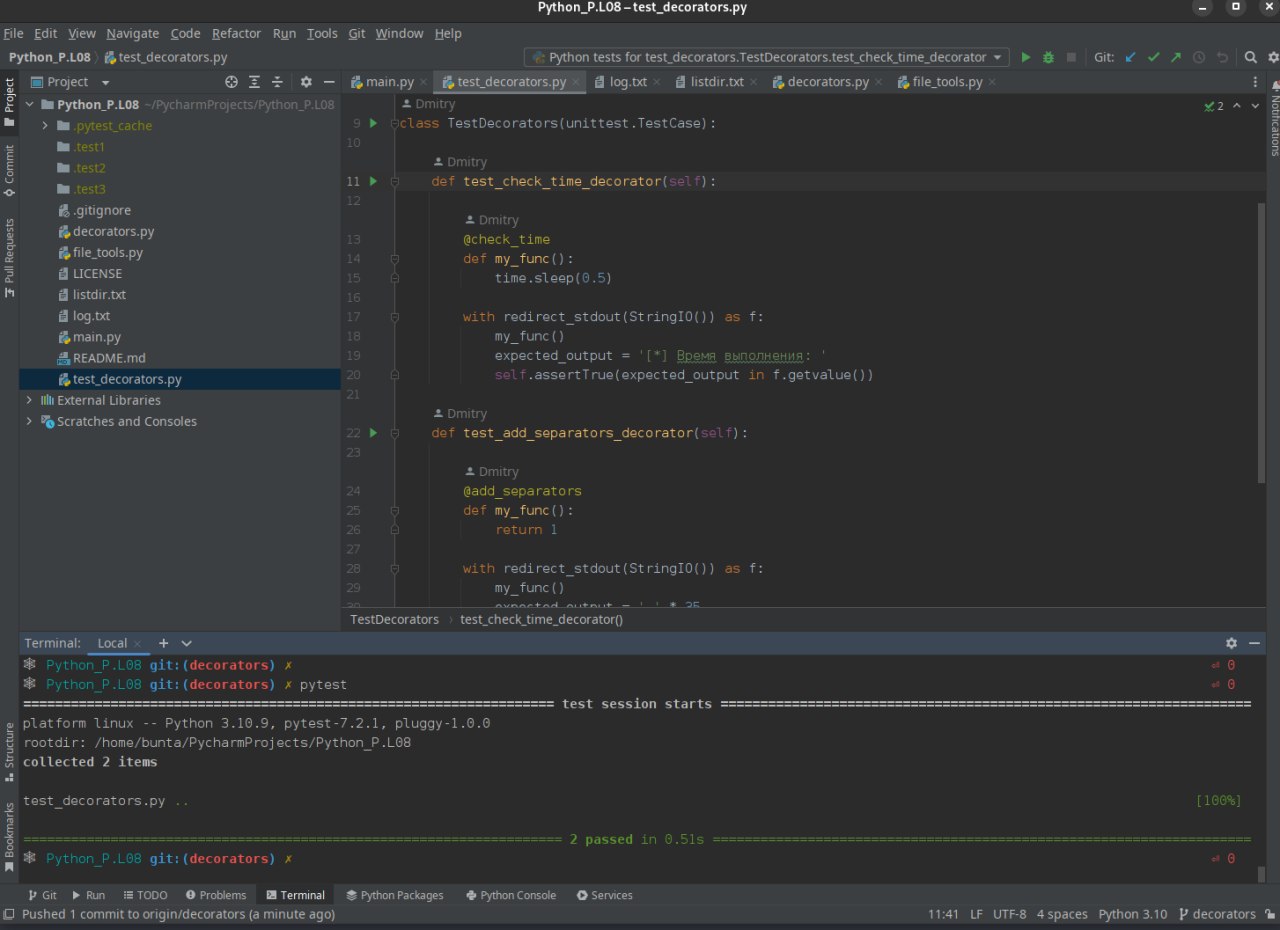 Python_P.L08 – test_decorators.py
File Edit View Navigate Code Refactor Run Tools Git Window Help
Python_P.L08 test_decorators.py Python tests for test_decorators.TestDecorators.test_check_time_decorator Git:
Project main.py test_decorators.py log.txt listdir.txt decorators.py file_tools.py
Project
Commit
Pull Requests
Structure
Bookmarks
Notifications
Python_P.L08 ~/PycharmProjects/Python_P.L08
.pytest_cache
.test1
.test2
.test3
.gitignore
decorators.py
file_tools.py
LICENSE
listdir.txt
log.txt
main.py
README.md
test_decorators.py
External Libraries
Scratches and Consoles
2
Dmitry
9 class TestDecorators(unittest.TestCase):
10
Dmitry
11 def test_check_time_decorator(self):
12
Dmitry
13 @check_time
14 def my_func():
15 time.sleep(0.5)
16
17 with redirect_stdout(StringIO()) as f:
18 my_func()
19 expected_output = '[*] Время выполнения: '
20 self.assertTrue(expected_output in f.getvalue())
21
Dmitry
22 def test_add_separators_decorator(self):
23
Dmitry
24 @add_separators
25 def my_func():
26 return 1
27
28 with redirect_stdout(StringIO()) as f:
29 my_func()
TestDecorators test_check_time_decorator()
Terminal: Local
Python_P.L08 git:(decorators) ✗ ⏎ 0
Python_P.L08 git:(decorators) ✗ pytest ⏎ 0
test session starts
platform linux -- Python 3.10.9, pytest-7.2.1, pluggy-1.0.0
rootdir: /home/bunta/PycharmProjects/Python_P.L08
collected 2 items
test_decorators.py .. [100%]
2 passed in 0.51s
Python_P.L08 git:(decorators) ✗ ⏎ 0
Git Run TODO Problems Terminal Python Packages Python Console Services
Pushed 1 commit to origin/decorators (a minute ago) 11:41 LF UTF-8 4 spaces Python 3.10 decorators